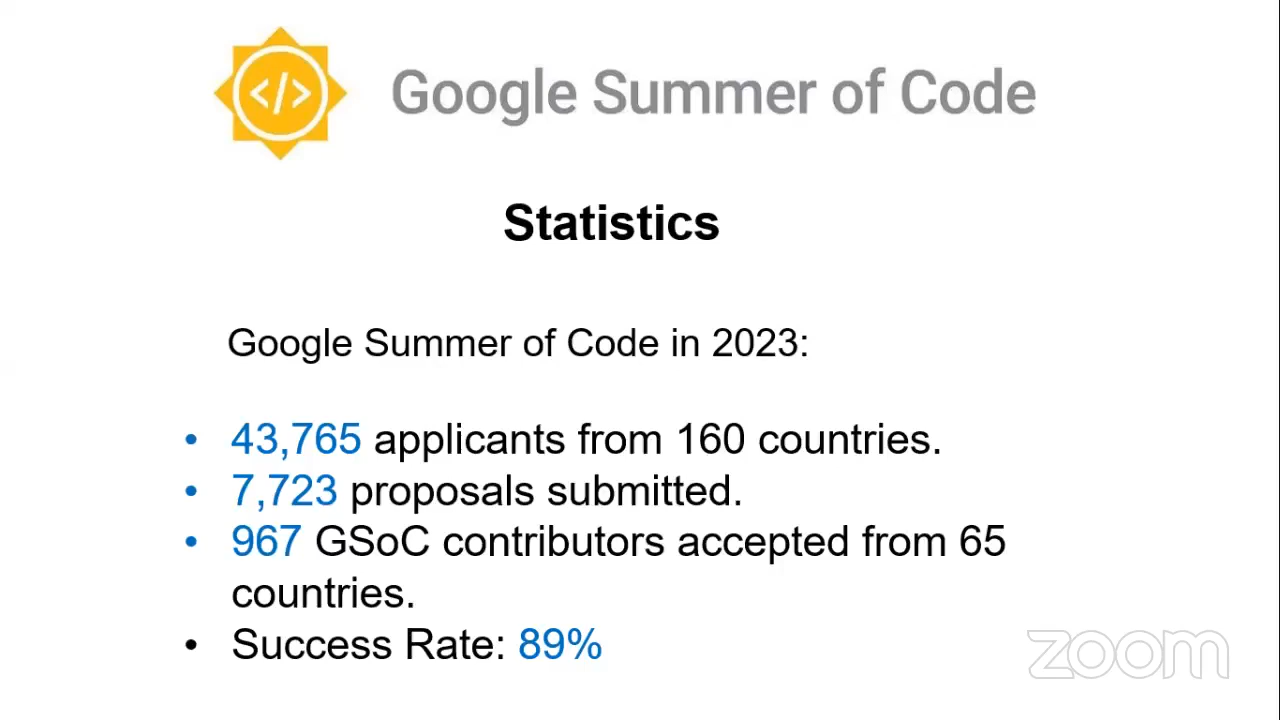 </>
Google Summer of Code
Statistics
Google Summer of Code in 2023:
• 43,765 applicants from 160 countries.
• 7,723 proposals submitted.
• 967 GSoC contributors accepted from 65
countries.
• Success Rate: 89%
zoom